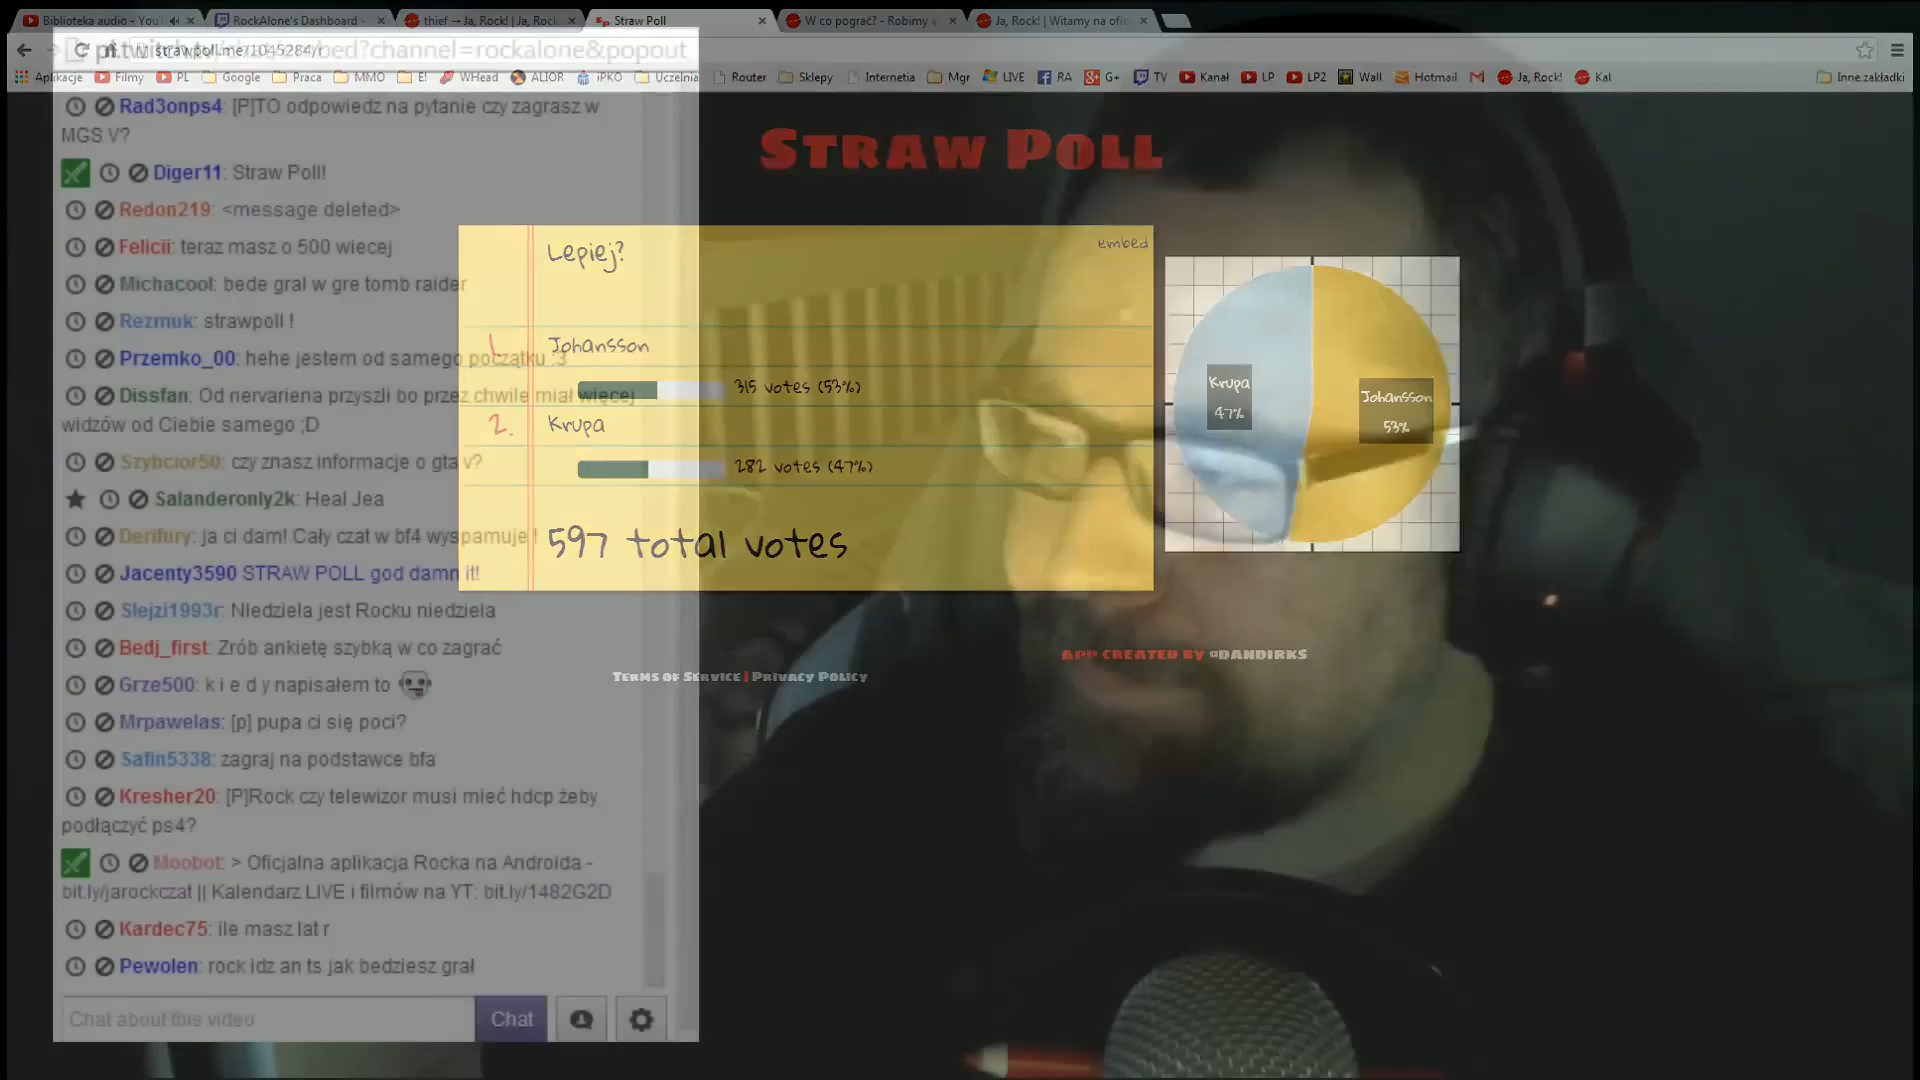 Biblioteka audio - You
RockAlone's Dashboard -
thief → Ja, Rock! | Ja, Rock
Straw Poll
W co pograć? - Robimy a
Ja, Rock! | Witamy na ofic
strawpoll.me/1045284/r
bed?channel=rockalone&popout
Aplikacje
Filmy
PL
Google
Praca
MMO
E!
WHead
ALIOR
iPKO
Uczelnia
Router
Sklepy
Internetia
Mgr
LIVE
RA
G+
TV
Kanał
LP
LP2
Wall
Hotmail
Ja, Rock!
Kal
Inne zakładki
Rad3onps4: [P]TO odpowiedz na pytanie czy zagrasz w
MGS V?
Diger11: Straw Poll!
Redon219: <message deleted>
Felicii: teraz masz o 500 wiecej
Michacool: bede gral w gre tomb raider
Rezmuk: strawpoll !
Przemko_00: hehe jestem od samego początku :3
Dissfan: Od nervariena przyszli bo przez chwile miał więcej
widzów od Ciebie samego ;D
Szybcior50: czy znasz informacje o gta v?
Salanderonly2k: Heal Jea
Derifury: ja ci dam! Cały czat w bf4 wyspamuje !
Jacenty3590 STRAW POLL god damn it!
Slejzi1993r: NIedziela jest Rocku niedziela
Bedj_first: Zrób ankietę szybką w co zagrać
Grze500: k i e d y napisałem to
Mrpawelas: [p] pupa ci się poci?
Safin5338: zagraj na podstawce bfa
Kresher20: [P]Rock czy telewizor musi mieć hdcp żeby
podłączyć ps4?
Moobot: > Oficjalna aplikacja Rocka na Androida -
bit.ly/jarockczat || Kalendarz LIVE i filmów na YT: bit.ly/1482G2D
Kardec75: ile masz lat r
Pewolen: rock idz an ts jak bedziesz grał
Chat about this video
Chat
Straw Poll
Lepiej?
embed
1. Johansson
315 votes (53%)
2. Krupa
282 votes (47%)
597 total votes
Krupa
47%
Johansson
53%
App created by @dandirks
Terms of Service | Privacy Policy